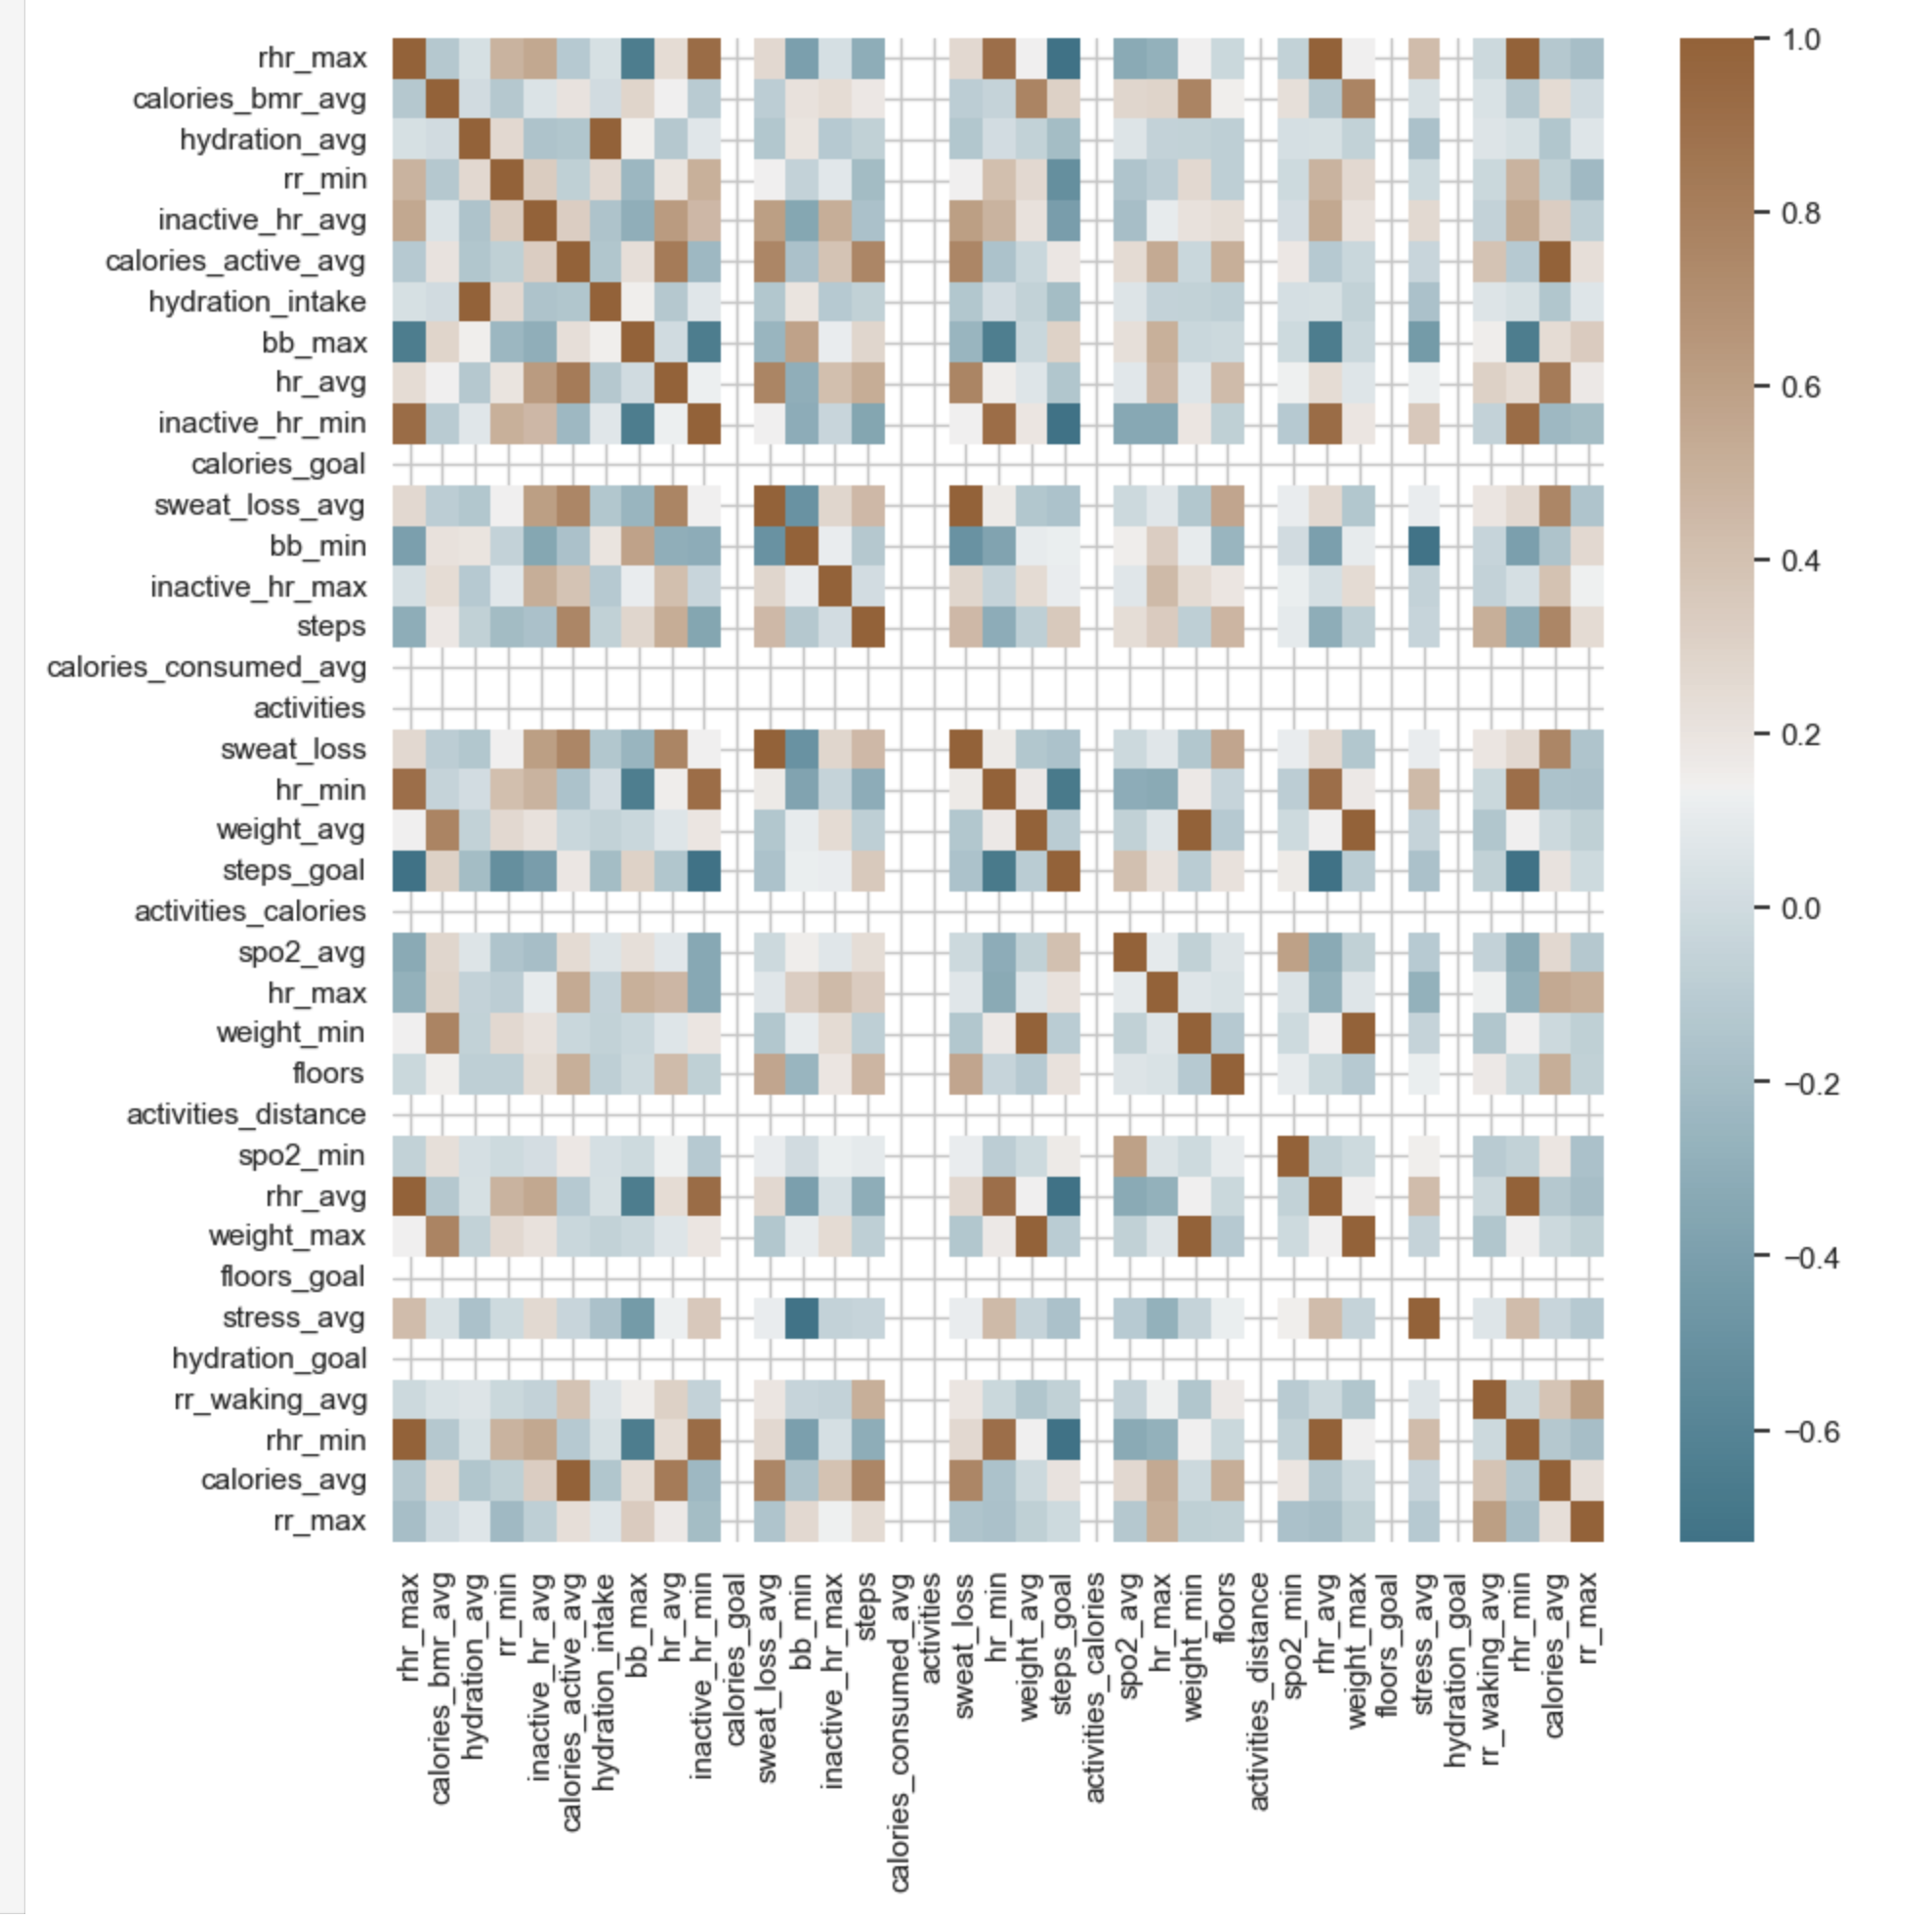 rhr_max
calories_bmr_avg
hydration_avg
rr_min
inactive_hr_avg
calories_active_avg
hydration_intake
bb_max
hr_avg
inactive_hr_min
calories_goal
sweat_loss_avg
bb_min
inactive_hr_max
steps
calories_consumed_avg
activities
sweat_loss
hr_min
weight_avg
steps_goal
activities_calories
spo2_avg
hr_max
weight_min
floors
activities_distance
spo2_min
rhr_avg
weight_max
floors_goal
stress_avg
hydration_goal
rr_waking_avg
rhr_min
calories_avg
rr_max
rhr_max
calories_bmr_avg
hydration_avg
rr_min
inactive_hr_avg
calories_active_avg
hydration_intake
bb_max
hr_avg
inactive_hr_min
calories_goal
sweat_loss_avg
bb_min
inactive_hr_max
steps
calories_consumed_avg
activities
sweat_loss
hr_min
weight_avg
steps_goal
activities_calories
spo2_avg
hr_max
weight_min
floors
activities_distance
spo2_min
rhr_avg
weight_max
floors_goal
stress_avg
hydration_goal
rr_waking_avg
rhr_min
calories_avg
rr_max
1.0
0.8
0.6
0.4
0.2
0.0
−0.2
−0.4
−0.6